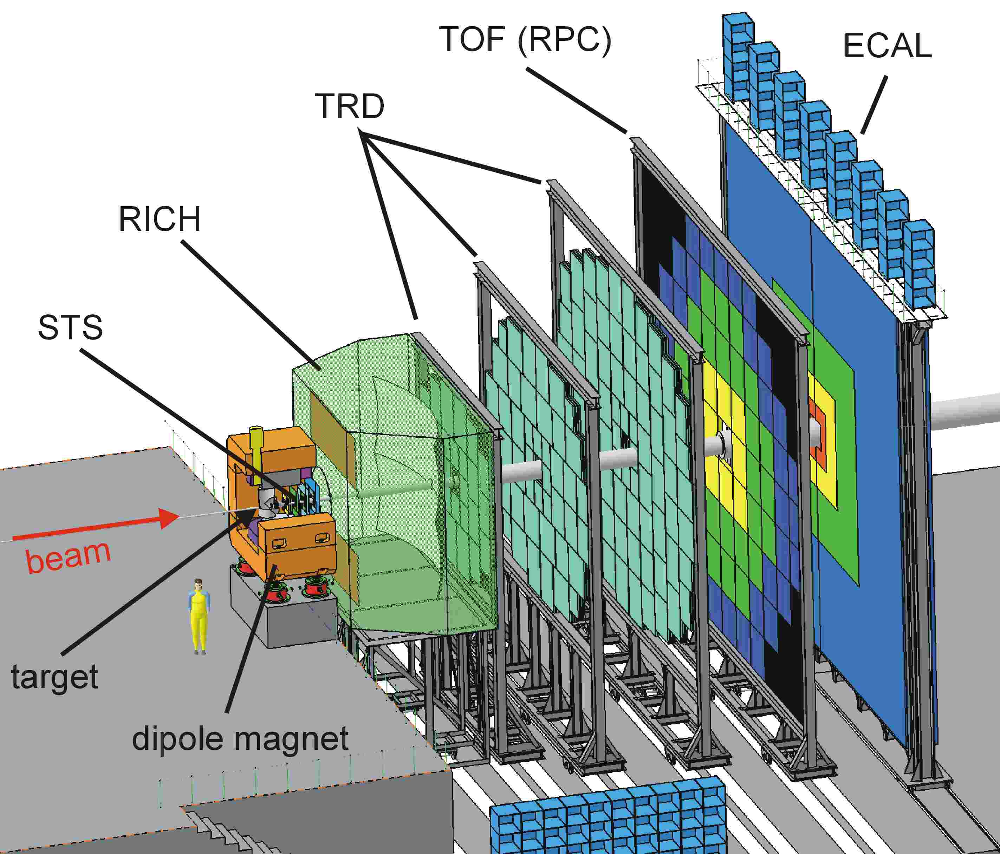 TOF (RPC)
ECAL
TRD
RICH
STS
beam
target
dipole magnet